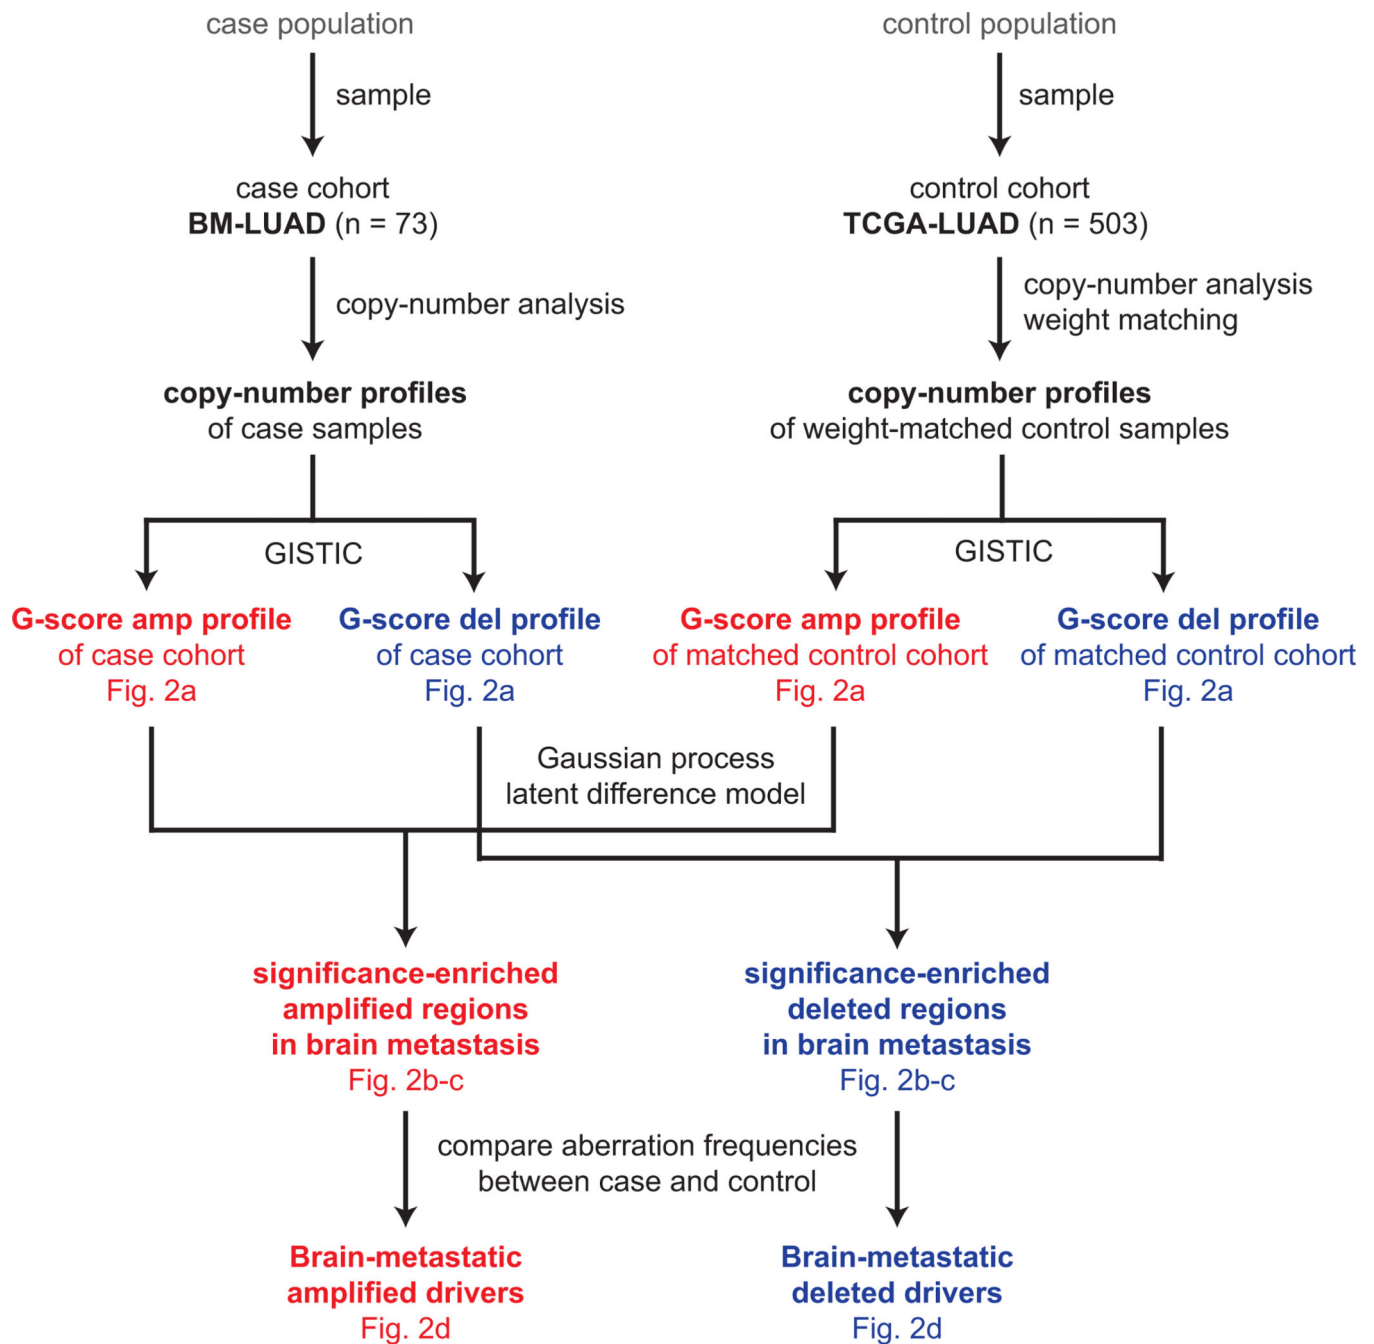 case population
control population
sample
sample
case cohort
BM-LUAD (n = 73)
control cohort
TCGA-LUAD (n = 503)
copy-number analysis
copy-number analysis
weight matching
copy-number profiles
of case samples
copy-number profiles
of weight-matched control samples
GISTIC
GISTIC
G-score amp profile
of case cohort
Fig. 2a
G-score del profile
of case cohort
Fig. 2a
G-score amp profile
of matched control cohort
Fig. 2a
G-score del profile
of matched control cohort
Fig. 2a
Gaussian process
latent difference model
significance-enriched
amplified regions
in brain metastasis
Fig. 2b-c
significance-enriched
deleted regions
in brain metastasis
Fig. 2b-c
compare aberration frequencies
between case and control
Brain-metastatic
amplified drivers
Fig. 2d
Brain-metastatic
deleted drivers
Fig. 2d